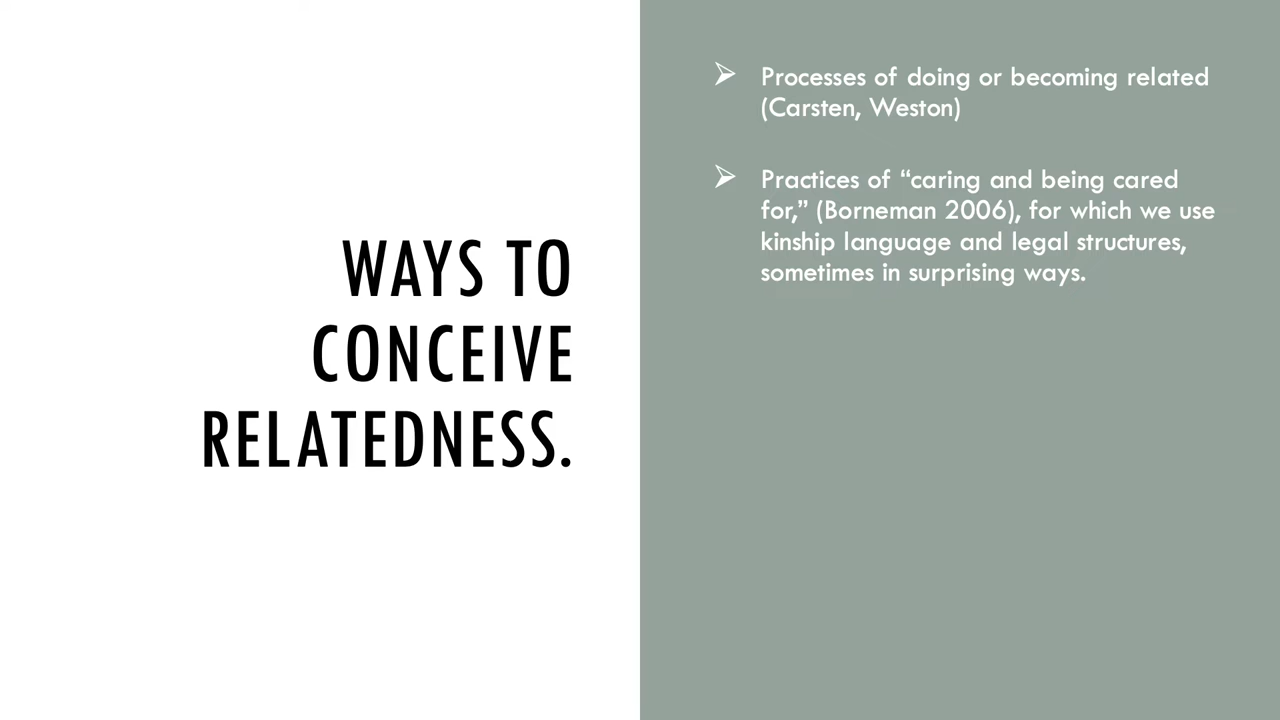 WAYS TO
CONCEIVE
RELATEDNESS.
➢ Processes of doing or becoming related
(Carsten, Weston)
➢ Practices of “caring and being cared
for,” (Borneman 2006), for which we use
kinship language and legal structures,
sometimes in surprising ways.